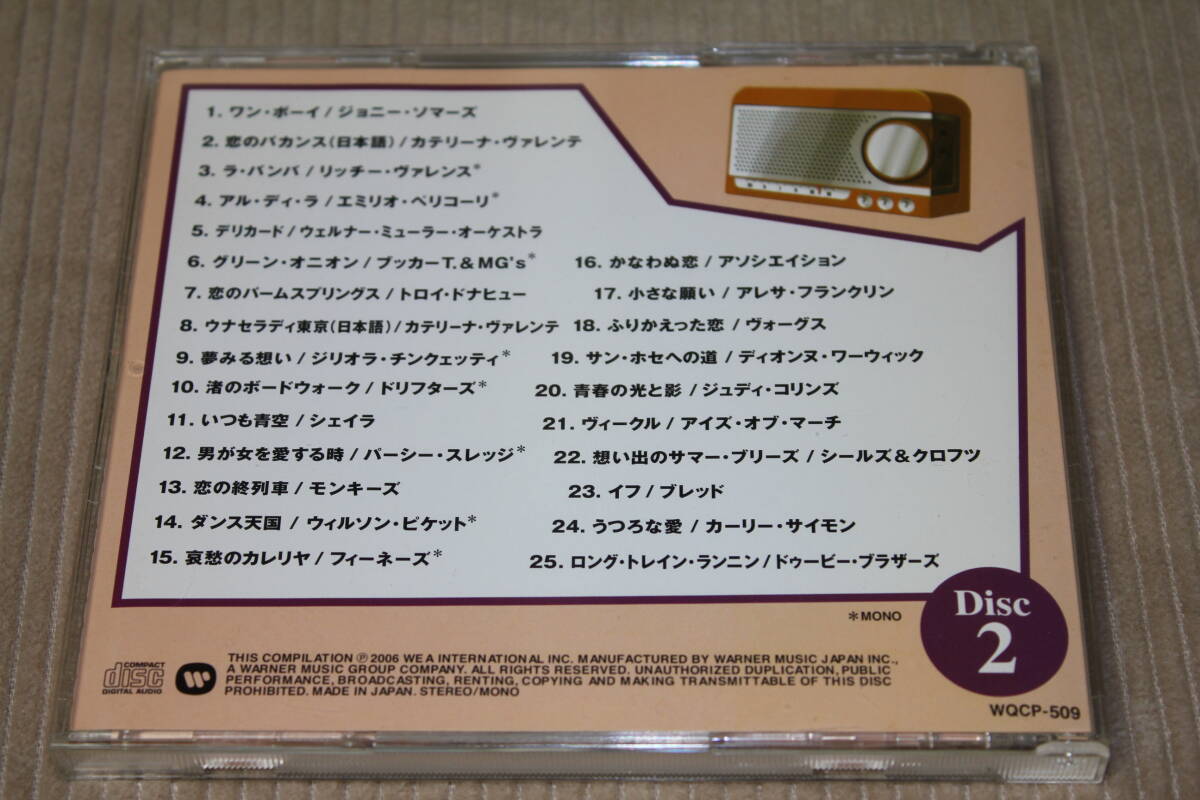 1. ワン・ボーイ / ジョニー・ソマーズ
2. 恋のバカンス(日本語) / カテリーナ・ヴァレンテ
3. ラ・バンバ / リッチー・ヴァレンス*
4. アル・ディ・ラ / エミリオ・ペリコーリ*
5. デリカード / ウェルナー・ミューラー・オーケストラ
6. グリーン・オニオン / ブッカーT.&MG's*
7. 恋のパームスプリングス / トロイ・ドナヒュー
8. ウナセラディ東京(日本語) / カテリーナ・ヴァレンテ
9. 夢みる想い / ジリオラ・チンクェッティ*
10. 渚のボードウォーク / ドリフターズ*
11. いつも青空 / シェイラ
12. 男が女を愛する時 / パーシー・スレッジ*
13. 恋の終列車 / モンキーズ
14. ダンス天国 / ウィルソン・ピケット*
15. 哀愁のカレリヤ / フィーネーズ*
16. かなわぬ恋 / アソシエイション
17. 小さな願い / アレサ・フランクリン
18. ふりかえった恋 / ヴォーグス
19. サン・ホセへの道 / ディオンヌ・ワーウィック
20. 青春の光と影 / ジュディ・コリンズ
21. ヴィークル / アイズ・オブ・マーチ
22. 想い出のサマー・ブリーズ / シールズ&クロフツ
23. イフ / ブレッド
24. うつろな愛 / カーリー・サイモン
25. ロング・トレイン・ランニン / ドゥービー・ブラザーズ
*MONO
Disc
2
COMPACT
disc
DIGITAL AUDIO
THIS COMPILATION ℗ 2006 WEA INTERNATIONAL INC. MANUFACTURED BY WARNER MUSIC JAPAN INC.,
A WARNER MUSIC GROUP COMPANY. ALL RIGHTS RESERVED. UNAUTHORIZED DUPLICATION, PUBLIC
PERFORMANCE, BROADCASTING, RENTING, COPYING AND MAKING TRANSMITTABLE OF THIS DISC
PROHIBITED. MADE IN JAPAN. STEREO/MONO
WQCP-509